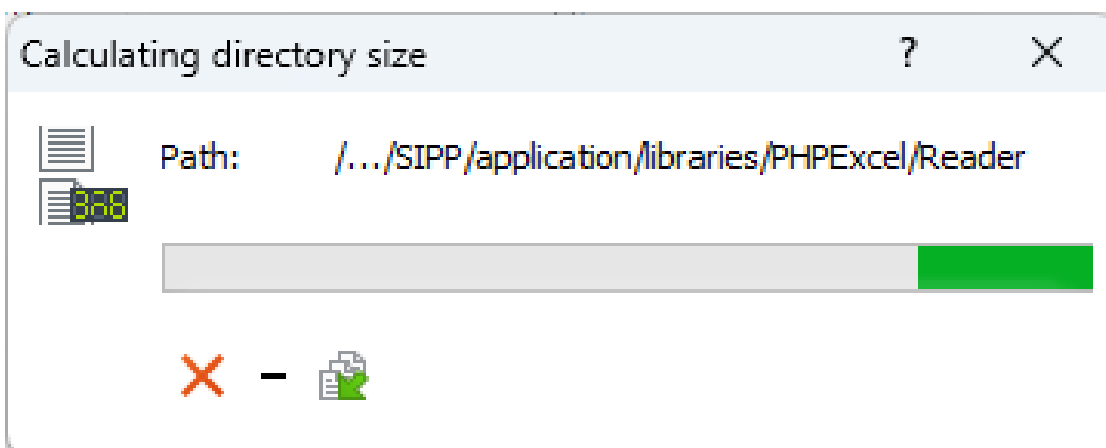 Calculating directory size ?
Path: /.../SIPP/application/libraries/PHPExcel/Reader